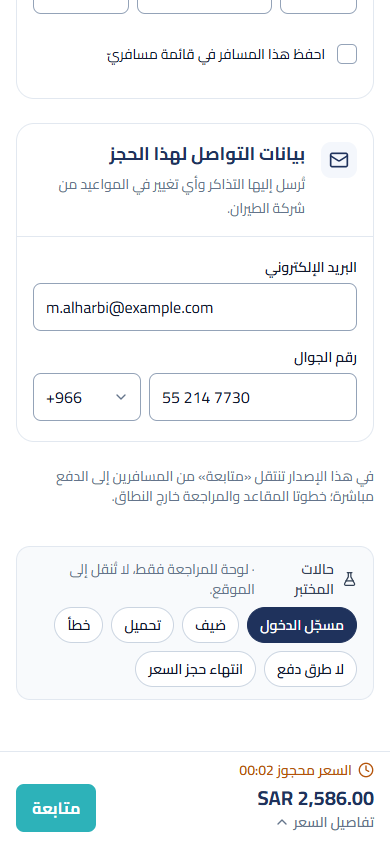 احفظ هذا المسافر في قائمة مسافريّ
بيانات التواصل لهذا الحجز
تُرسل إليها التذاكر وأي تغيير في المواعيد من
شركة الطيران.
البريد الإلكتروني
m.alharbi@example.com
رقم الجوال
55 214 7730
+966
في هذا الإصدار تنتقل «متابعة» من المسافرين إلى الدفع
مباشرة؛ خطوتا المقاعد والمراجعة خارج النطاق.
حالات
المختبر
· لوحة للمراجعة فقط، لا تُنقل إلى
الموقع.
مسجّل الدخول
ضيف
تحميل
خطأ
لا طرق دفع
انتهاء حجز السعر
السعر محجوز 00:02
SAR 2,586.00
تفاصيل السعر
متابعة